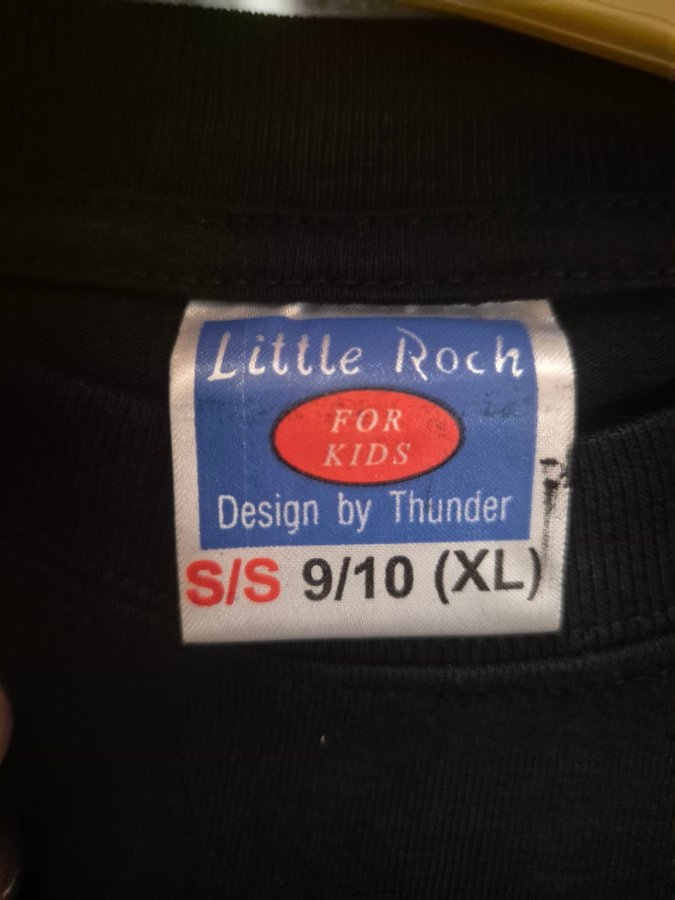 Little Roch
FOR
KIDS
Design by Thunder
S/S 9/10 (XL)